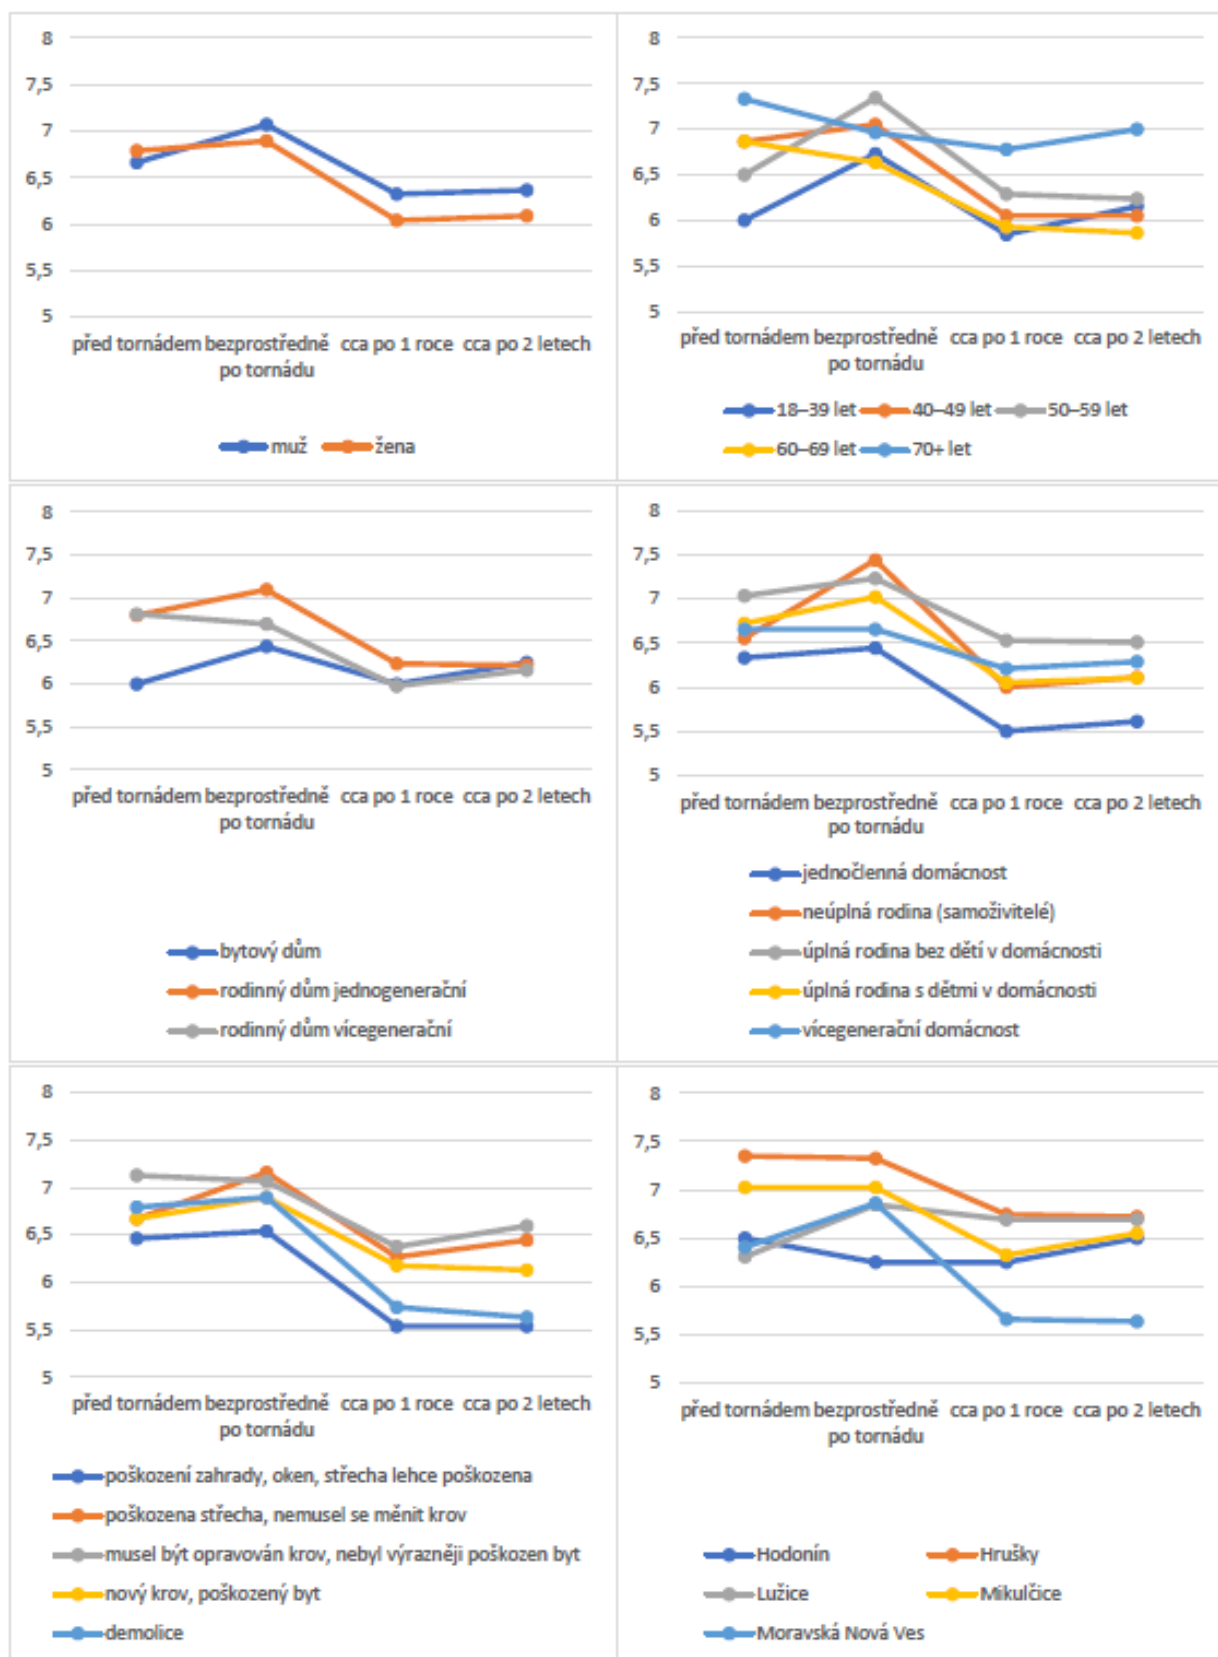 8
7,5
7
6,5
6
5,5
5
před tornádem bezprostředně po tornádu cca po 1 roce cca po 2 letech
muž žena
8
7,5
7
6,5
6
5,5
5
před tornádem bezprostředně po tornádu cca po 1 roce cca po 2 letech
18–39 let 40–49 let 50–59 let
60–69 let 70+ let
8
7,5
7
6,5
6
5,5
5
před tornádem bezprostředně po tornádu cca po 1 roce cca po 2 letech
bytový dům
rodinný dům jednogenerační
rodinný dům vícegenerační
8
7,5
7
6,5
6
5,5
5
před tornádem bezprostředně po tornádu cca po 1 roce cca po 2 letech
jednočlenná domácnost
neúplná rodina (samoživitelé)
úplná rodina bez dětí v domácnosti
úplná rodina s dětmi v domácnosti
vícegenerační domácnost
8
7,5
7
6,5
6
5,5
5
před tornádem bezprostředně po tornádu cca po 1 roce cca po 2 letech
poškození zahrady, oken, střecha lehce poškozena
poškozena střecha, nemusel se měnit krov
musel být opravován krov, nebyl výrazněji poškozen byt
nový krov, poškozený byt
demolice
8
7,5
7
6,5
6
5,5
5
před tornádem bezprostředně po tornádu cca po 1 roce cca po 2 letech
Hodonín Hrušky
Lužice Mikulčice
Moravská Nová Ves